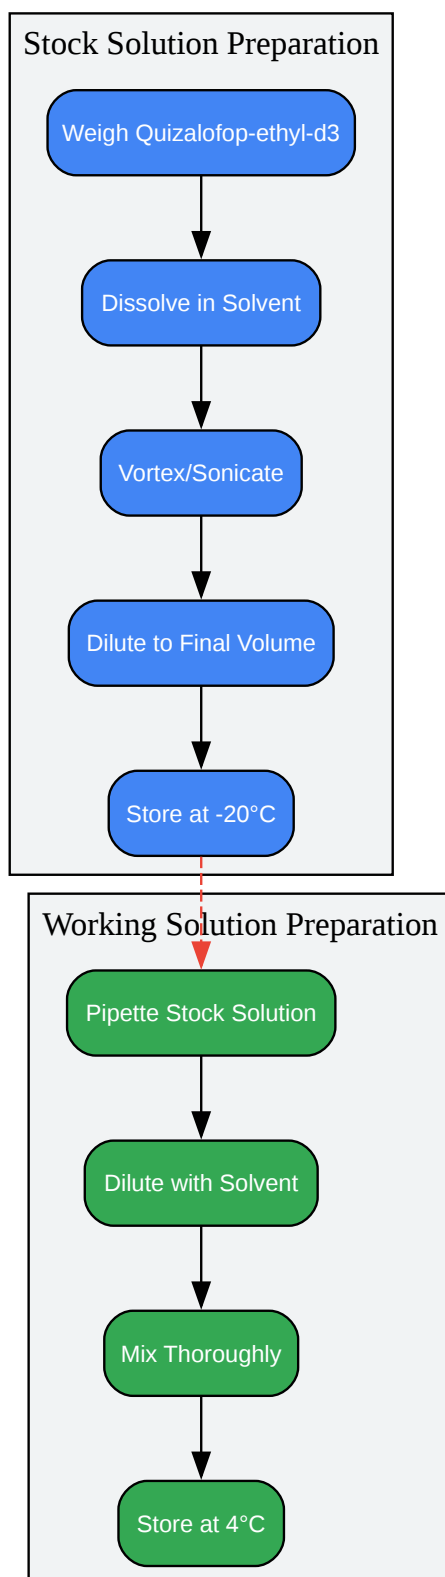 Stock Solution Preparation
Weigh Quizalofop-ethyl-d3
Dissolve in Solvent
Vortex/Sonicate
Dilute to Final Volume
Store at -20°C
Working Solution Preparation
Pipette Stock Solution
Dilute with Solvent
Mix Thoroughly
Store at 4°C